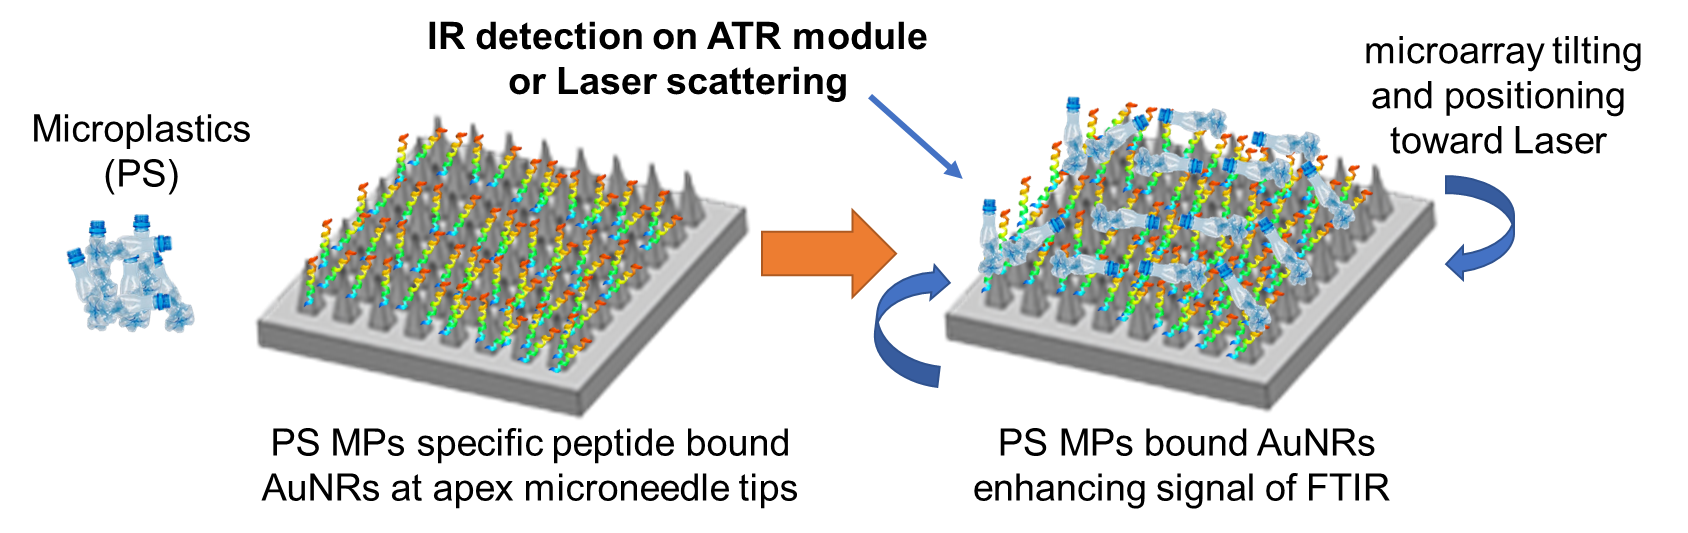 IR detection on ATR module
or Laser scattering
microarray tilting
and positioning
toward Laser
Microplastics
(PS)
PS MPs specific peptide bound
AuNRs at apex microneedle tips
PS MPs bound AuNRs
enhancing signal of FTIR